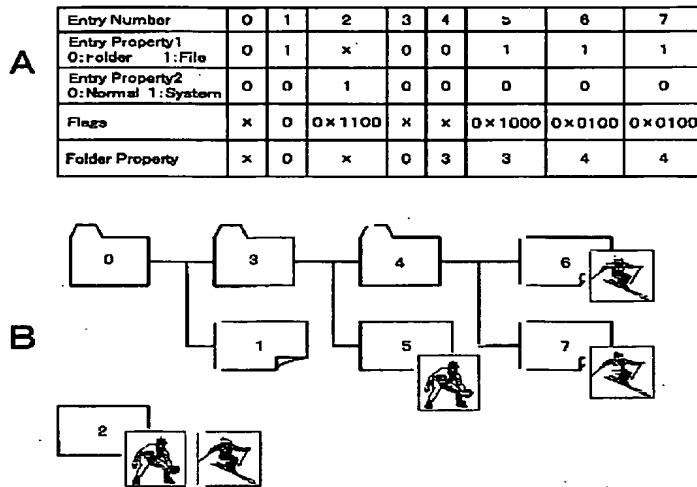 Entry Number 0 1 2 3 4 5 6 7
A
Entry Property1
0:Folder 1:File 0 1 × 0 0 1 1 1
Entry Property2
0:Normal 1:System 0 0 1 0 0 0 0 0
Flags × 0 0×1100 × × 0×1000 0×0100 0×0100
Folder Property × 0 × 0 3 3 4 4
0 3 4 6
B
1 5 7
2